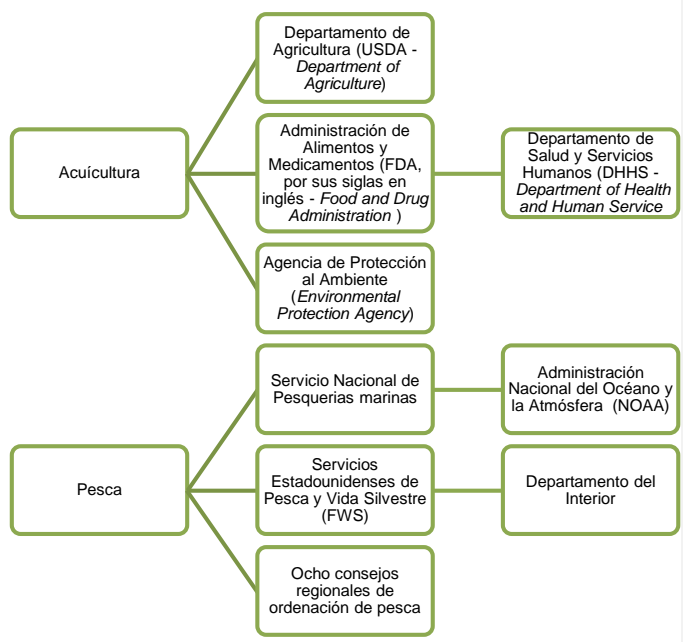 Departamento de
Agricultura (USDA -
Department of
Agriculture)
Acuícultura
Administración de
Alimentos y
Medicamentos (FDA,
por sus siglas en
inglés - Food and Drug
Administration )
Departamento de
Salud y Servicios
Humanos (DHHS -
Department of Health
and Human Service
Agencia de Protección
al Ambiente
(Environmental
Protection Agency)
Servicio Nacional de
Pesquerias marinas
Administración
Nacional del Océano y
la Atmósfera (NOAA)
Pesca
Servicios
Estadounidenses de
Pesca y Vida Silvestre
(FWS)
Departamento del
Interior
Ocho consejos
regionales de
ordenación de pesca